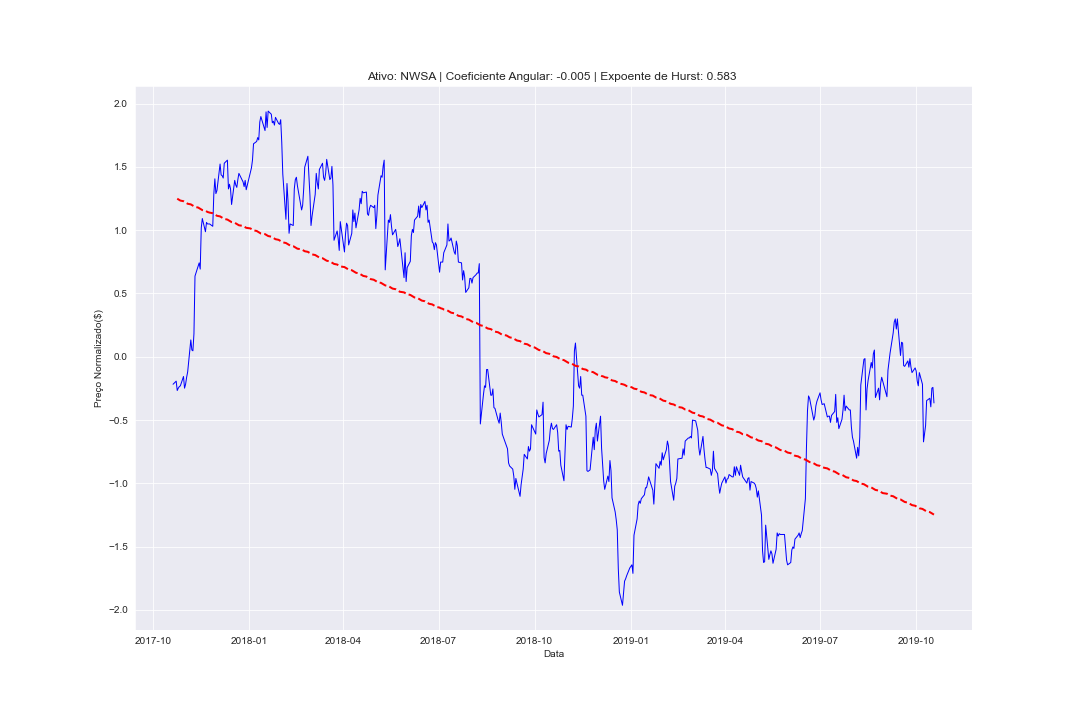 Ativo: NWSA | Coeficiente Angular: -0.005 | Expoente de Hurst: 0.583
2.0
1.5
1.0
0.5
0.0
−0.5
−1.0
−1.5
−2.0
Preço Normalizado($)
2017-10 2018-01 2018-04 2018-07 2018-10 2019-01 2019-04 2019-07 2019-10
Data